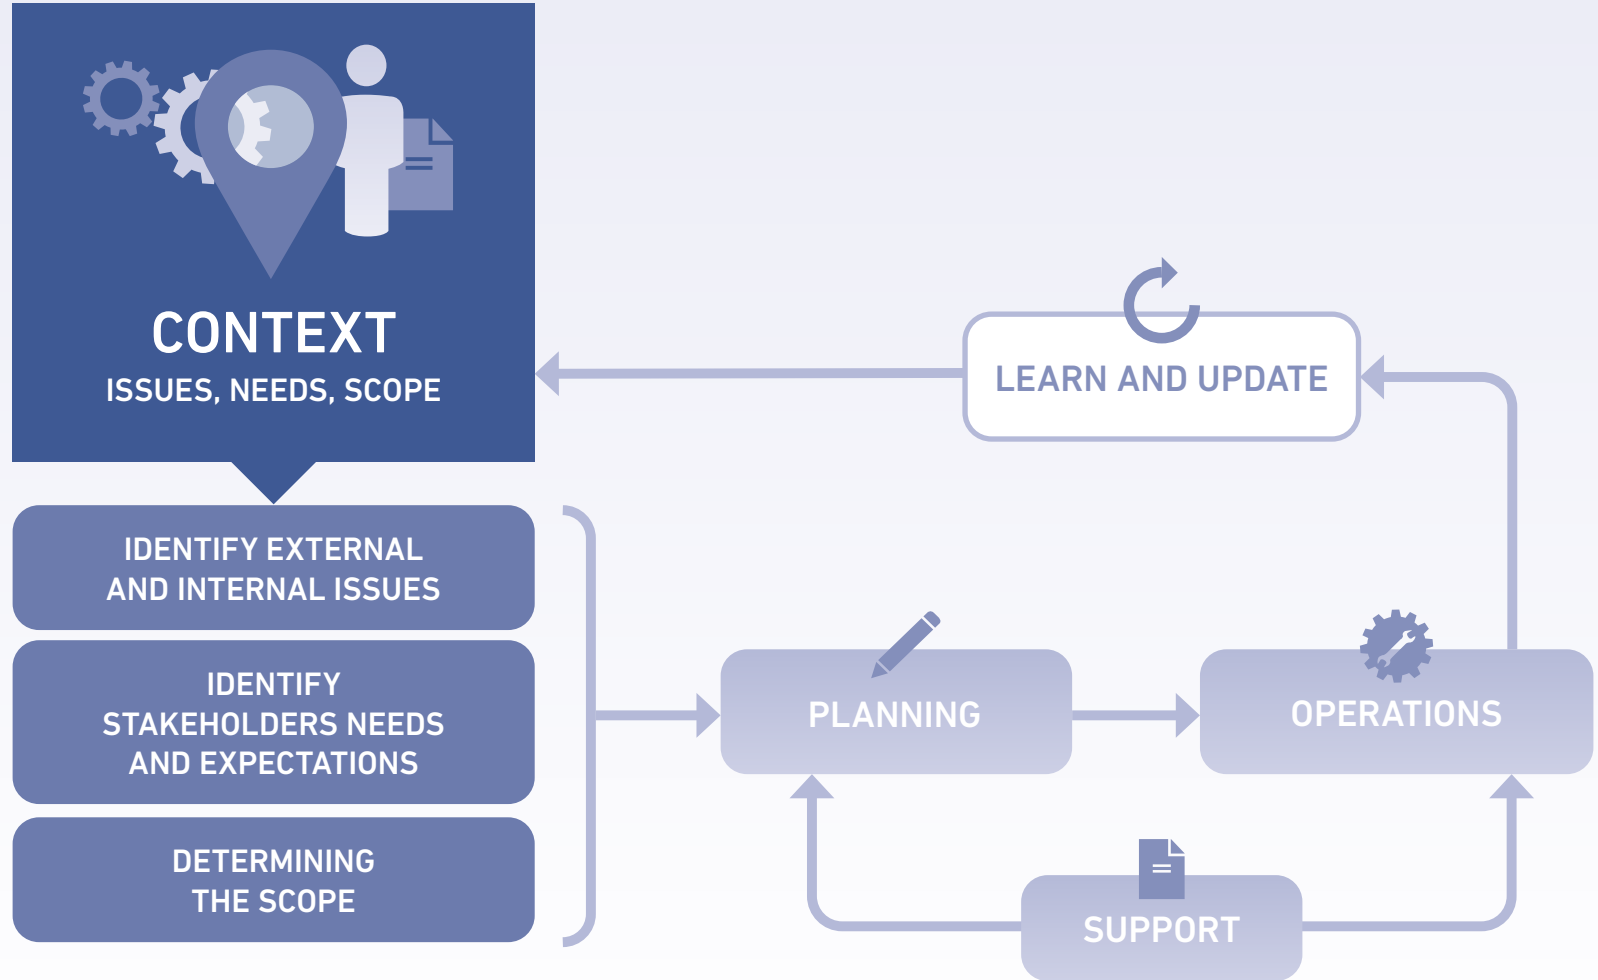 CONTEXT
ISSUES, NEEDS, SCOPE
LEARN AND UPDATE
IDENTIFY EXTERNAL
AND INTERNAL ISSUES
IDENTIFY
STAKEHOLDERS NEEDS
AND EXPECTATIONS
DETERMINING
THE SCOPE
PLANNING
OPERATIONS
SUPPORT